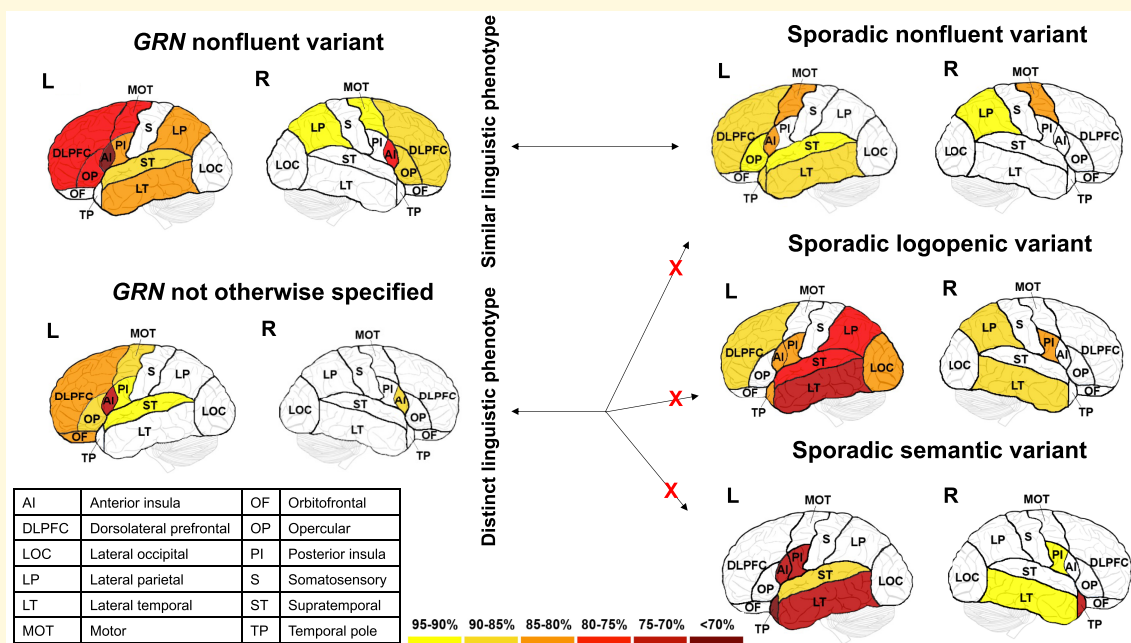 GRN nonfluent variant
L
R
MOT
DLPFC
AI
PI
S
LP
OP
OF
ST
LT
LOC
TP
MOT
LP
S
PI
AI
DLPFC
LOC
ST
OP
OF
LT
TP
Similar linguistic phenotype
Sporadic nonfluent variant
L
R
MOT
DLPFC
AI
PI
S
LP
OP
OF
ST
LT
LOC
TP
MOT
LP
S
PI
AI
DLPFC
LOC
ST
OP
OF
LT
TP
GRN not otherwise specified
L
R
MOT
DLPFC
AI
PI
S
LP
OP
OF
ST
LT
LOC
TP
MOT
LP
S
PI
AI
DLPFC
LOC
ST
OP
OF
LT
TP
Distinct linguistic phenotype
X
X
X
Sporadic logopenic variant
L
R
MOT
DLPFC
AI
PI
S
LP
OP
OF
ST
LT
LOC
TP
MOT
LP
S
PI
AI
DLPFC
LOC
ST
OP
OF
LT
TP
Sporadic semantic variant
L
R
MOT
DLPFC
AI
PI
S
LP
OP
OF
ST
LT
LOC
TP
MOT
LP
S
PI
AI
DLPFC
LOC
ST
OP
OF
LT
TP
AI Anterior insula OF Orbitofrontal
DLPFC Dorsolateral prefrontal OP Opercular
LOC Lateral occipital PI Posterior insula
LP Lateral parietal S Somatosensory
LT Lateral temporal ST Supratemporal
MOT Motor TP Temporal pole
95-90% 90-85% 85-80% 80-75% 75-70% <70%